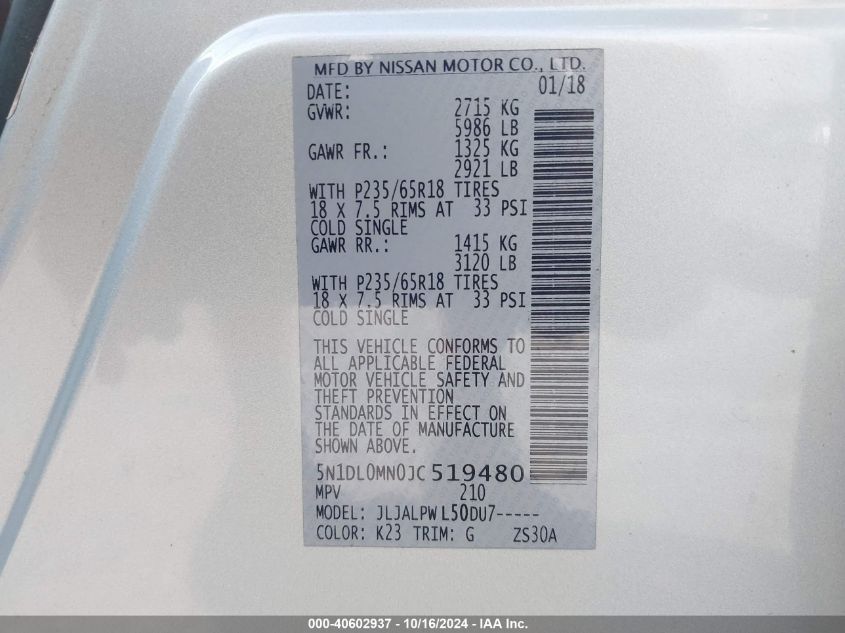 MFD BY NISSAN MOTOR CO., LTD.
DATE: 01/18
GVWR: 2715 KG
5986 LB
GAWR FR.: 1325 KG
2921 LB
WITH P235/65R18 TIRES
18 X 7.5 RIMS AT 33 PSI
COLD SINGLE
GAWR RR.: 1415 KG
3120 LB
WITH P235/65R18 TIRES
18 X 7.5 RIMS AT 33 PSI
COLD SINGLE
THIS VEHICLE CONFORMS TO
ALL APPLICABLE FEDERAL
MOTOR VEHICLE SAFETY AND
THEFT PREVENTION
STANDARDS IN EFFECT ON
THE DATE OF MANUFACTURE
SHOWN ABOVE.
5N1DL0MN0JC519480
MPV 210
MODEL: JLJALPWL50DU7-----
COLOR: K23 TRIM: G ZS30A
000-40602937 - 10/16/2024 - IAA Inc.